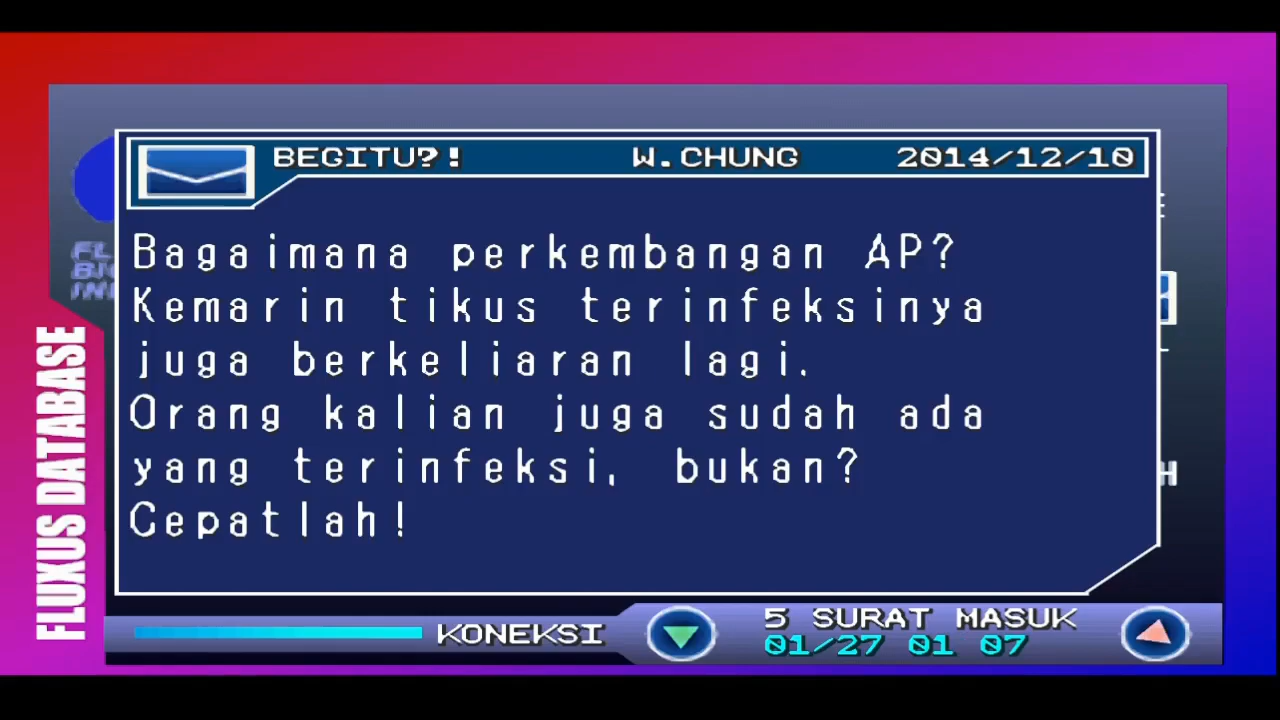 BEGITU?! W.CHUNG 2014/12/10
Bagaimana perkembangan AP?
Kemarin tikus terinfeksinya
juga berkeliaran lagi.
Orang kalian juga sudah ada
yang terinfeksi, bukan?
Cepatlah!
FLUXUS DATABASE
KONEKSI
5 SURAT MASUK
01/27 01 07